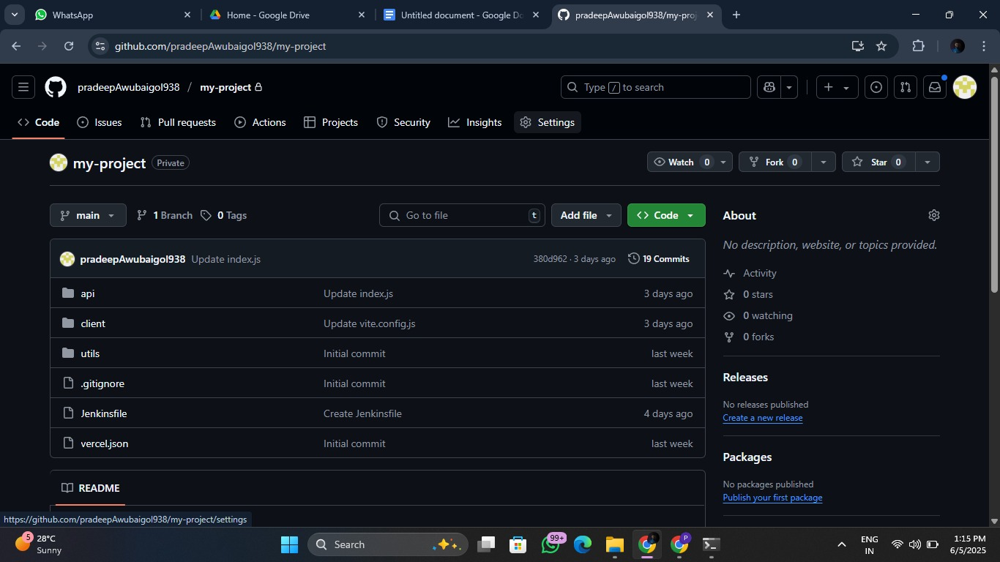 WhatsApp
Home - Google Drive
Untitled document - Google Do
pradeepAwubaigol938/my-proj
github.com/pradeepAwubaigol938/my-project
pradeepAwubaigol938 / my-project
Type / to search
Code
Issues
Pull requests
Actions
Projects
Security
Insights
Settings
my-project Private
Watch 0
Fork 0
Star 0
main
1 Branch
0 Tags
Go to file t
Add file
Code
About
No description, website, or topics provided.
pradeepAwubaigol938 Update index.js 380d962 · 3 days ago 19 Commits
api Update index.js 3 days ago
client Update vite.config.js 3 days ago
utils Initial commit last week
.gitignore Initial commit last week
Jenkinsfile Create Jenkinsfile 4 days ago
vercel.json Initial commit last week
README
Activity
0 stars
0 watching
0 forks
Releases
No releases published
Create a new release
Packages
No packages published
Publish your first package
https://github.com/pradeepAwubaigol938/my-project/settings
5
28°C
Sunny
Search
99+
P
ENG
IN
1:15 PM
6/5/2025